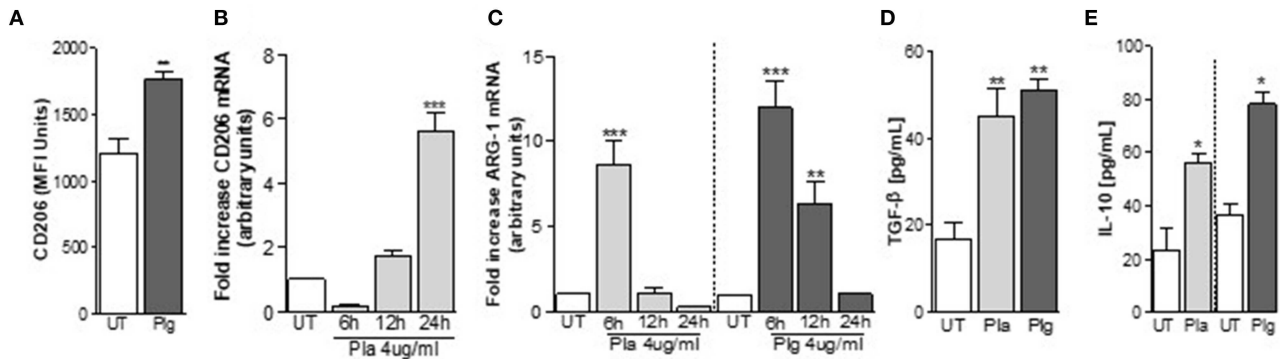 A
CD206 (MFI Units)
2000
1500
1000
500
0
**
UT
Plg
B
Fold increase CD206 mRNA
(arbitrary units)
8
6
4
2
0
***
UT
6h
12h
24h
Pla 4ug/ml
C
Fold increase ARG-1 mRNA
(arbitrary units)
15
10
5
0
***
***
**
UT
6h
12h
24h
UT
6h
12h
24h
Pla 4ug/ml
Plg 4ug/ml
D
TGF-β [pg/mL]
60
40
20
0
**
**
UT
Pla
Plg
E
IL-10 [pg/mL]
100
80
60
40
20
0
*
*
UT
Pla
UT
Plg